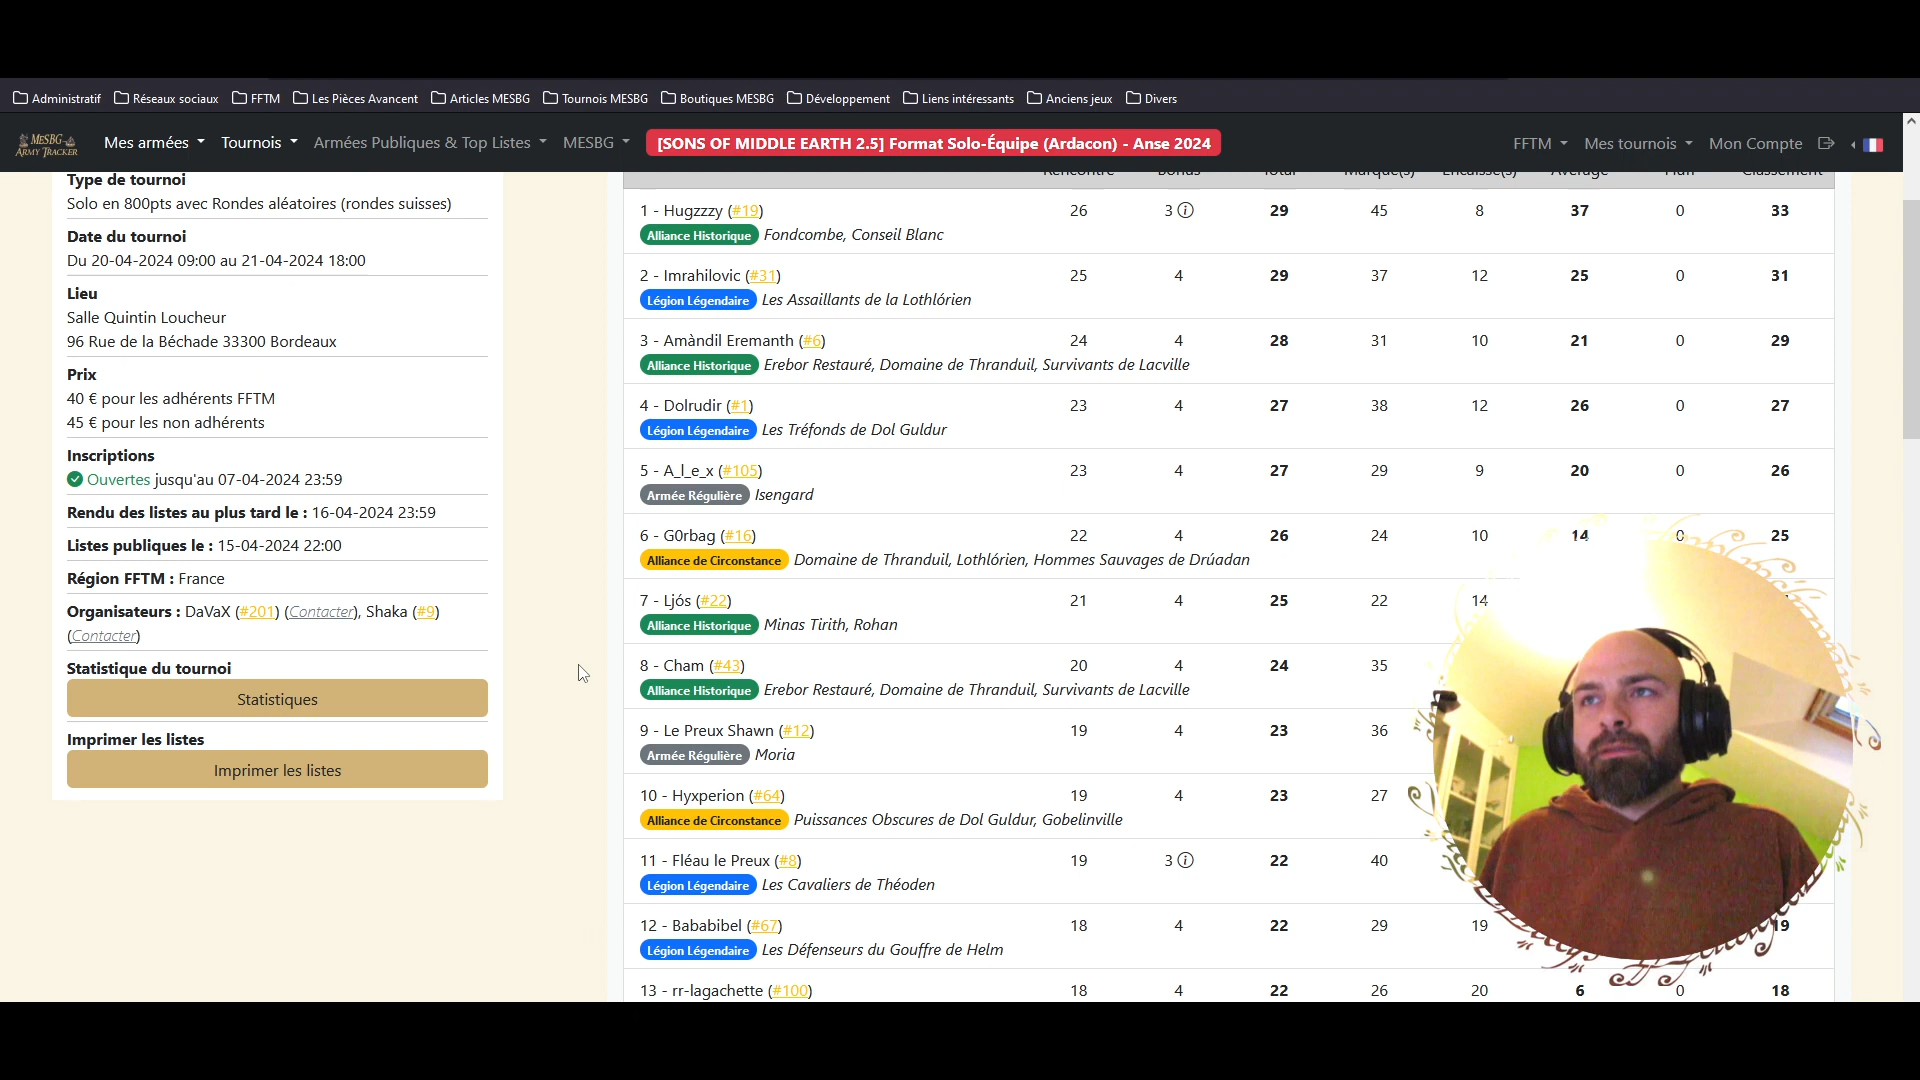 Administratif Réseaux sociaux FFTM Les Pièces Avancent Articles MESBG Tournois MESBG Boutiques MESBG Développement Liens intéressants Anciens jeux Divers
MESBG ARMY TRACKER Mes armées Tournois Armées Publiques & Top Listes MESBG [SONS OF MIDDLE EARTH 2.5] Format Solo-Équipe (Ardacon) - Anse 2024 FFTM Mes tournois Mon Compte
Type de tournoi
Solo en 800pts avec Rondes aléatoires (rondes suisses)
Date du tournoi
Du 20-04-2024 09:00 au 21-04-2024 18:00
Lieu
Salle Quintin Loucheur
96 Rue de la Béchade 33300 Bordeaux
Prix
40 € pour les adhérents FFTM
45 € pour les non adhérents
Inscriptions
Ouvertes jusqu'au 07-04-2024 23:59
Rendu des listes au plus tard le : 16-04-2024 23:59
Listes publiques le : 15-04-2024 22:00
Région FFTM : France
Organisateurs : DaVaX (#201) (Contacter), Shaka (#9)
(Contacter)
Statistique du tournoi
Statistiques
Imprimer les listes
Imprimer les listes
1 - Hugzzzy (#19) 26 3 29 45 8 37 0 33
Alliance Historique Fondcombe, Conseil Blanc
2 - Imrahilovic (#31) 25 4 29 37 12 25 0 31
Légion Légendaire Les Assaillants de la Lothlórien
3 - Amàndil Eremanth (#6) 24 4 28 31 10 21 0 29
Alliance Historique Erebor Restauré, Domaine de Thranduil, Survivants de Lacville
4 - Dolrudir (#1) 23 4 27 38 12 26 0 27
Légion Légendaire Les Tréfonds de Dol Guldur
5 - A_l_e_x (#105) 23 4 27 29 9 20 0 26
Armée Régulière Isengard
6 - G0rbag (#16) 22 4 26 24 10 14 0 25
Alliance de Circonstance Domaine de Thranduil, Lothlórien, Hommes Sauvages de Drúadan
7 - Ljós (#22) 21 4 25 22 14
Alliance Historique Minas Tirith, Rohan
8 - Cham (#43) 20 4 24 35
Alliance Historique Erebor Restauré, Domaine de Thranduil, Survivants de Lacville
9 - Le Preux Shawn (#12) 19 4 23 36
Armée Régulière Moria
10 - Hyxperion (#64) 19 4 23 27
Alliance de Circonstance Puissances Obscures de Dol Guldur, Gobelinville
11 - Fléau le Preux (#8) 19 3 22 40
Légion Légendaire Les Cavaliers de Théoden
12 - Bababibel (#67) 18 4 22 29 19 19
Légion Légendaire Les Défenseurs du Gouffre de Helm
13 - rr-lagachette (#100) 18 4 22 26 20 6 0 18